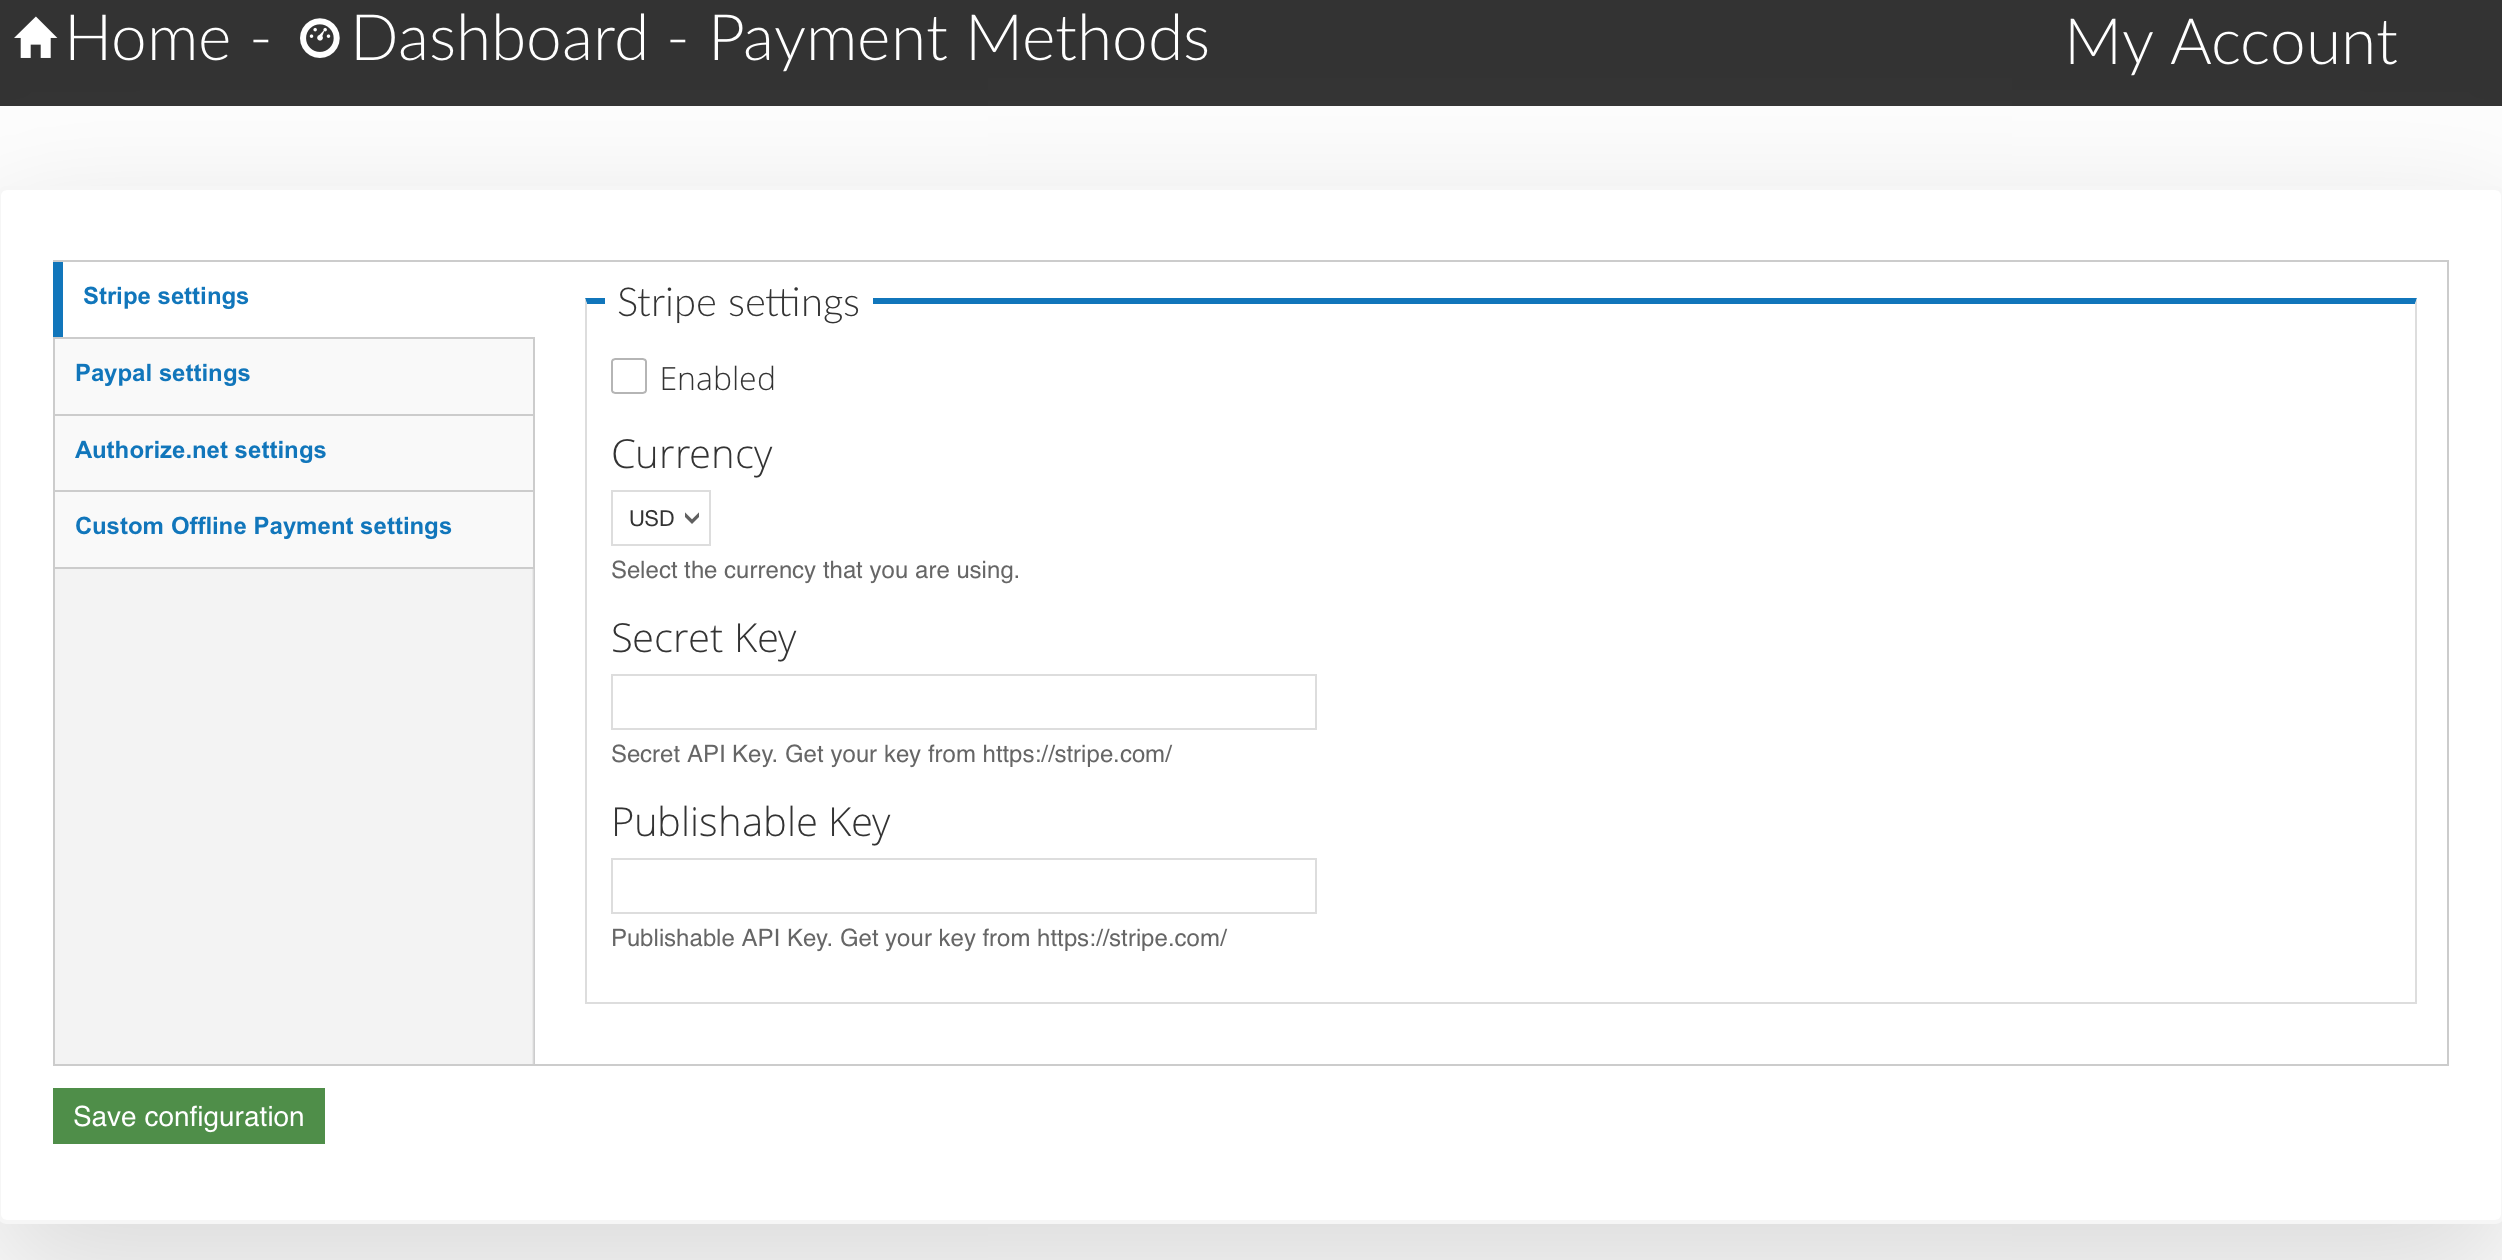 Home - Dashboard - Payment Methods
My Account
Stripe settings
Paypal settings
Authorize.net settings
Custom Offline Payment settings
Stripe settings
Enabled
Currency
USD
Select the currency that you are using.
Secret Key
Secret API Key. Get your key from https://stripe.com/
Publishable Key
Publishable API Key. Get your key from https://stripe.com/
Save configuration